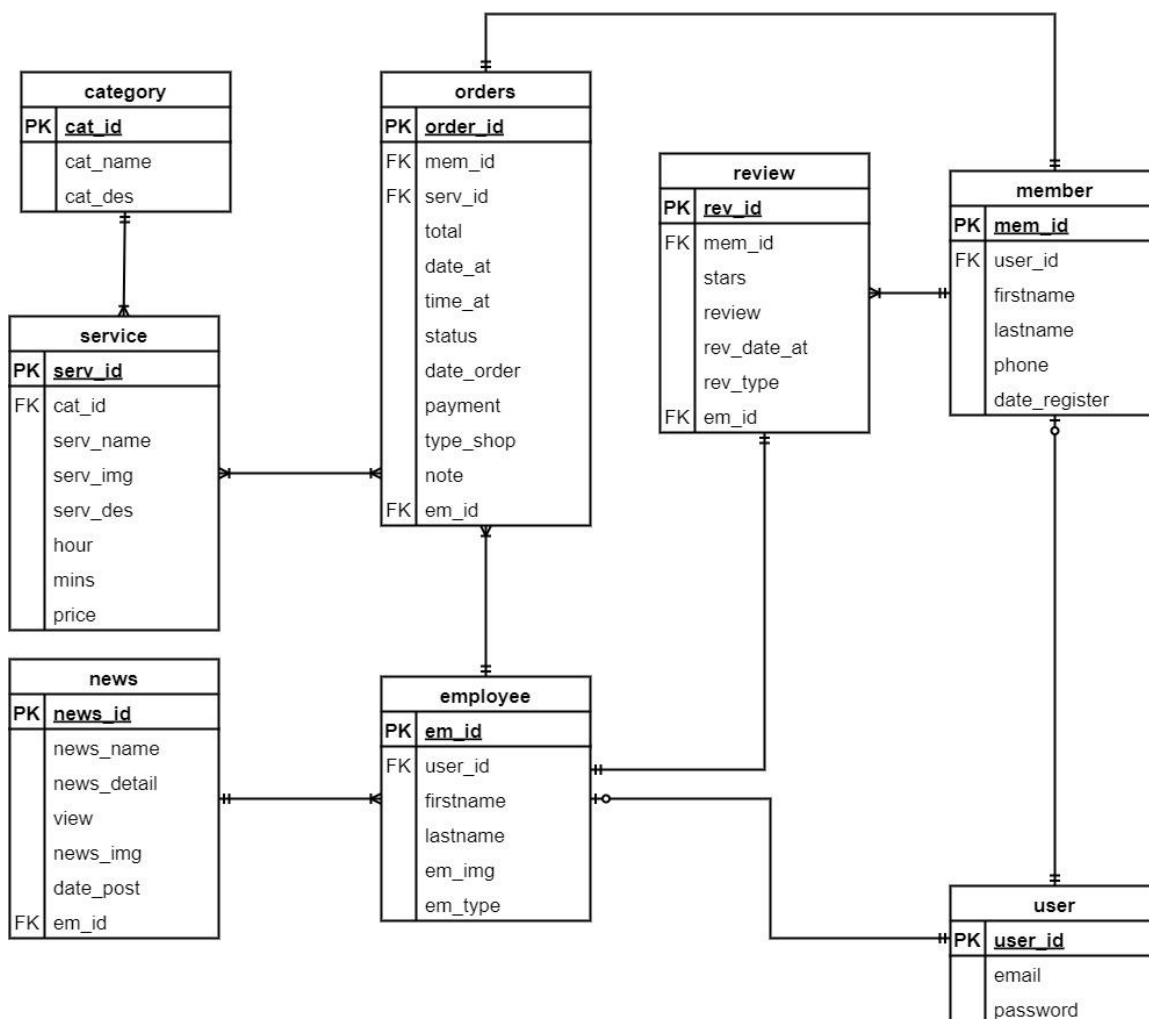 category
PK cat_id
cat_name
cat_des
orders
PK order_id
FK mem_id
FK serv_id
total
date_at
time_at
status
date_order
payment
type_shop
note
FK em_id
review
PK rev_id
FK mem_id
stars
review
rev_date_at
rev_type
FK em_id
member
PK mem_id
FK user_id
firstname
lastname
phone
date_register
service
PK serv_id
FK cat_id
serv_name
serv_img
serv_des
hour
mins
price
news
PK news_id
news_name
news_detail
view
news_img
date_post
FK em_id
employee
PK em_id
FK user_id
firstname
lastname
em_img
em_type
user
PK user_id
email
password